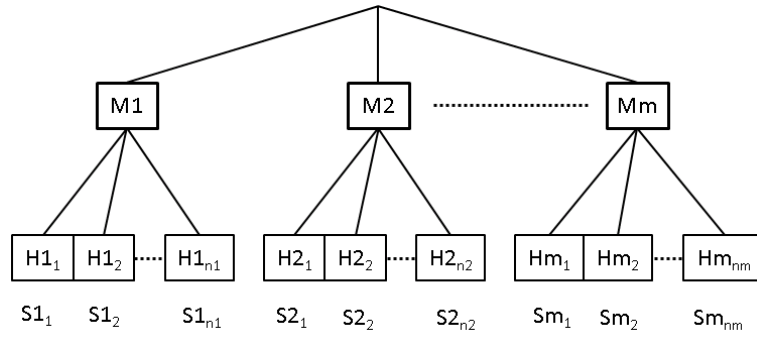 M1 M2 Mm
H1₁ H1₂ H1ₙ₁ H2₁ H2₂ H2ₙ₂ Hm₁ Hm₂ Hmₙₘ
S1₁ S1₂ S1ₙ₁ S2₁ S2₂ S2ₙ₂ Sm₁ Sm₂ Smₙₘ